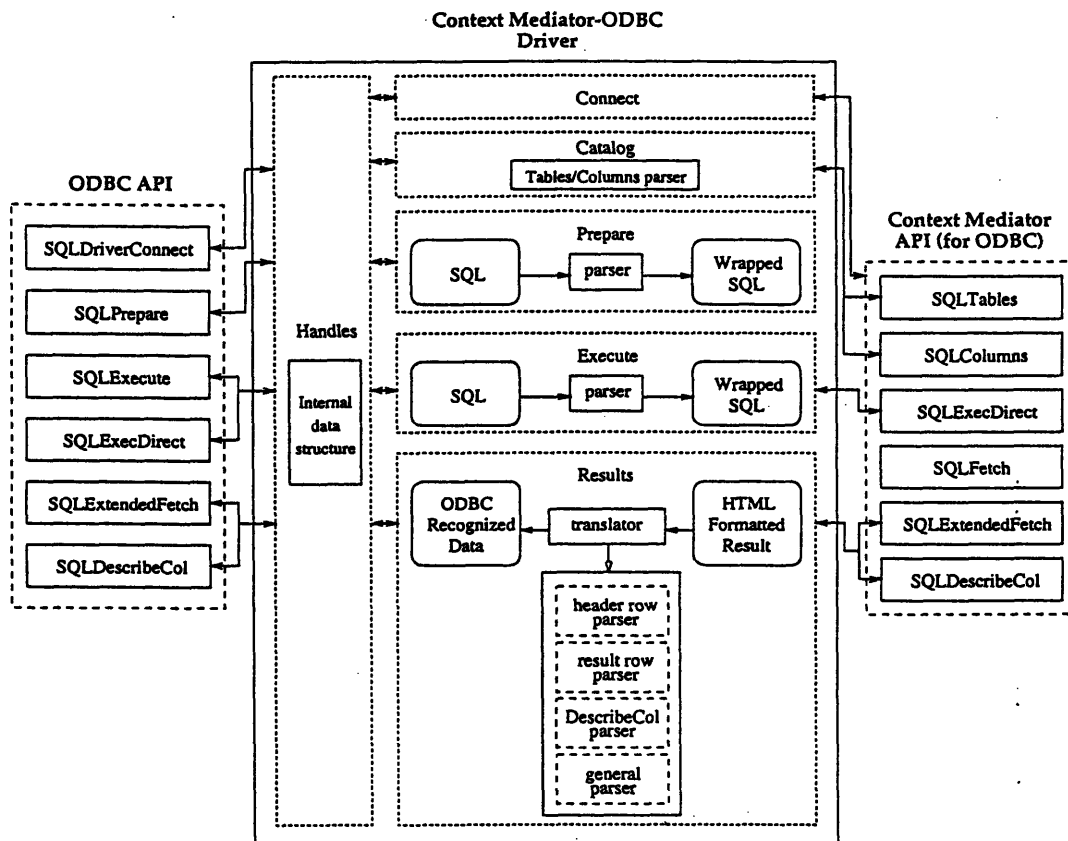 Context Mediator-ODBC
Driver
ODBC API
SQLDriverConnect
SQLPrepare
SQLExecute
SQLExecDirect
SQLExtendedFetch
SQLDescribeCol
Handles
Internal
data
structure
Connect
Catalog
Tables/Columns parser
Prepare
SQL
parser
Wrapped
SQL
Execute
SQL
parser
Wrapped
SQL
Results
ODBC
Recognized
Data
translator
HTML
Formatted
Result
header row
parser
result row
parser
DescribeCol
parser
general
parser
Context Mediator
API (for ODBC)
SQLTables
SQLColumns
SQLExecDirect
SQLFetch
SQLExtendedFetch
SQLDescribeCol